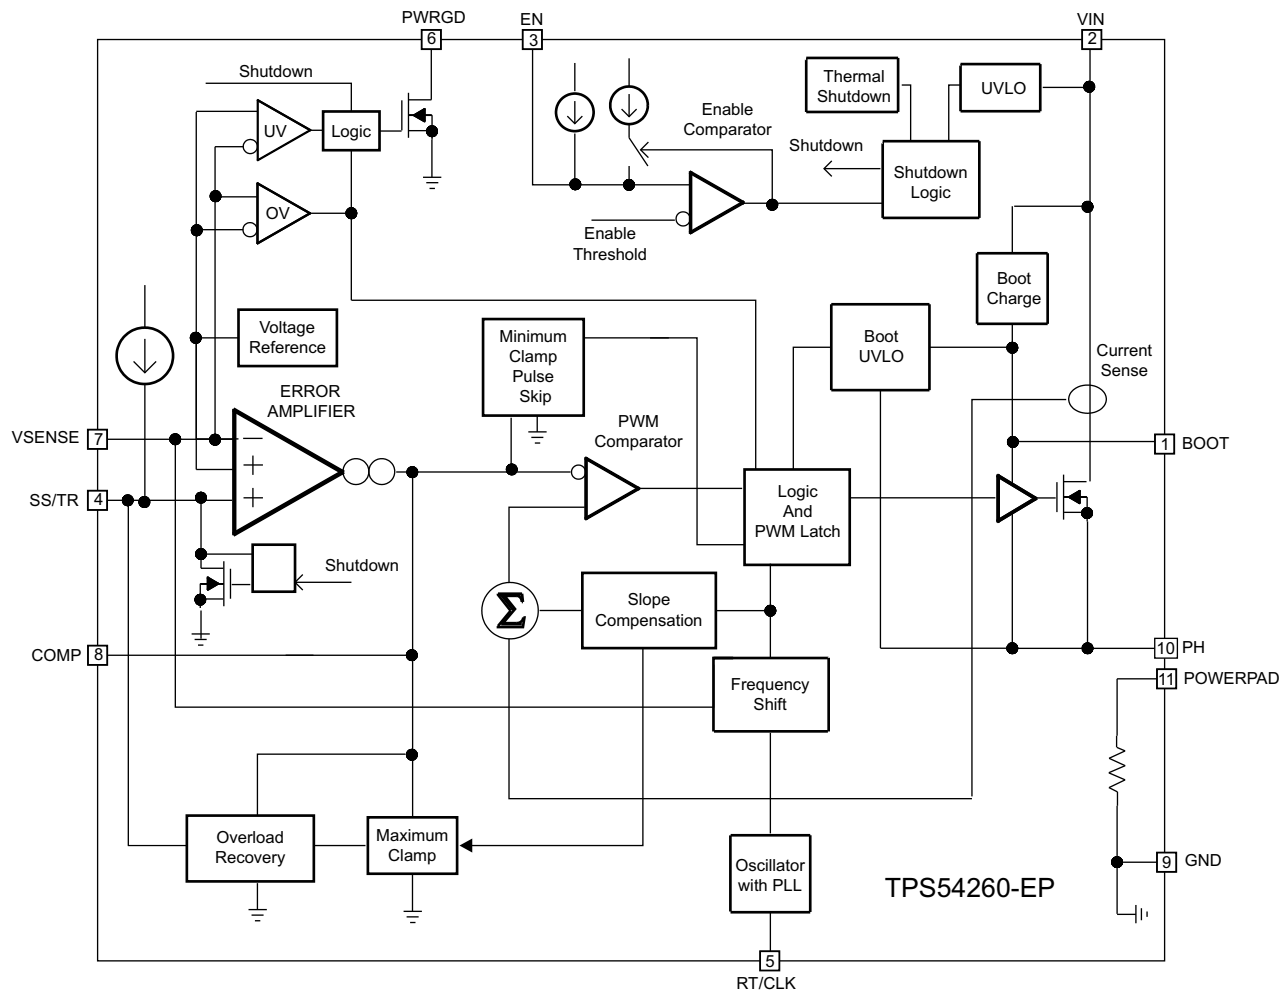 PWRGD
EN
VIN
6
3
2
Shutdown
Thermal
Shutdown
UVLO
UV
Logic
Enable
Comparator
Shutdown
Shutdown
Logic
OV
Enable
Threshold
Boot
Charge
Voltage
Reference
Minimum
Clamp
Pulse
Skip
Boot
UVLO
Current
Sense
ERROR
AMPLIFIER
PWM
Comparator
VSENSE 7
1 BOOT
−
+
+
SS/TR 4
Logic
And
PWM Latch
Shutdown
Σ
Slope
Compensation
COMP 8
10 PH
11 POWERPAD
Frequency
Shift
Overload
Recovery
Maximum
Clamp
Oscillator
with PLL
9 GND
TPS54260-EP
5
RT/CLK